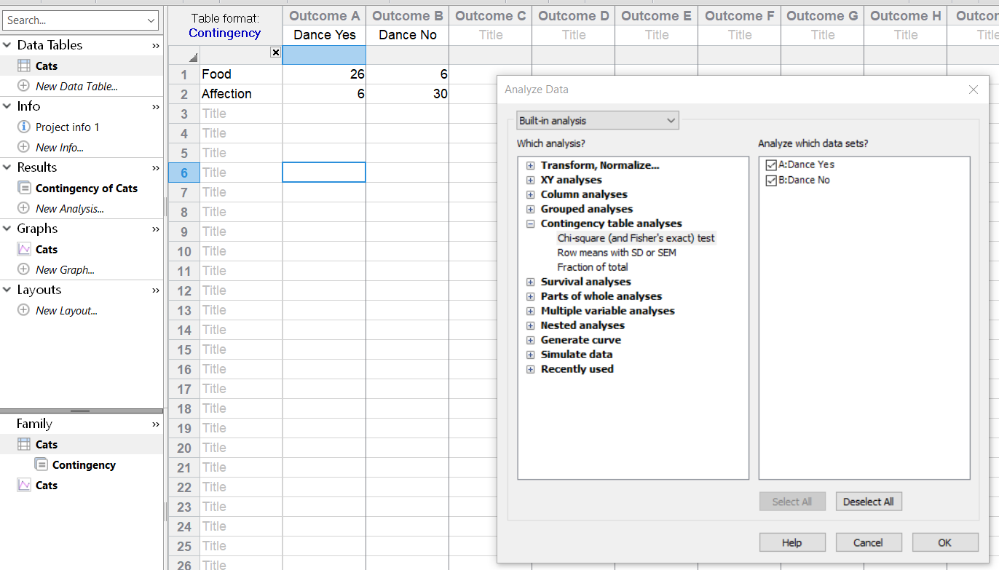 Search...
Data Tables »
Cats
New Data Table...
Info »
Project info 1
New Info...
Results »
Contingency of Cats
New Analysis...
Graphs »
Cats
New Graph...
Layouts »
New Layout...
Family »
Cats
Contingency
Cats
Table format:
Contingency
Outcome A Outcome B Outcome C Outcome D Outcome E Outcome F Outcome G Outcome H Outco
Dance Yes Dance No Title Title Title Title Title Title Title
1 Food 26 6
2 Affection 6 30
3 Title
4 Title
5 Title
6 Title
7 Title
8 Title
9 Title
10 Title
11 Title
12 Title
13 Title
14 Title
15 Title
16 Title
17 Title
18 Title
19 Title
20 Title
21 Title
22 Title
23 Title
24 Title
25 Title
26 Title
Analyze Data
Built-in analysis
Which analysis?
Transform, Normalize...
XY analyses
Column analyses
Grouped analyses
Contingency table analyses
Chi-square (and Fisher's exact) test
Row means with SD or SEM
Fraction of total
Survival analyses
Parts of whole analyses
Multiple variable analyses
Nested analyses
Generate curve
Simulate data
Recently used
Analyze which data sets?
A:Dance Yes
B:Dance No
Select All Deselect All
Help Cancel OK